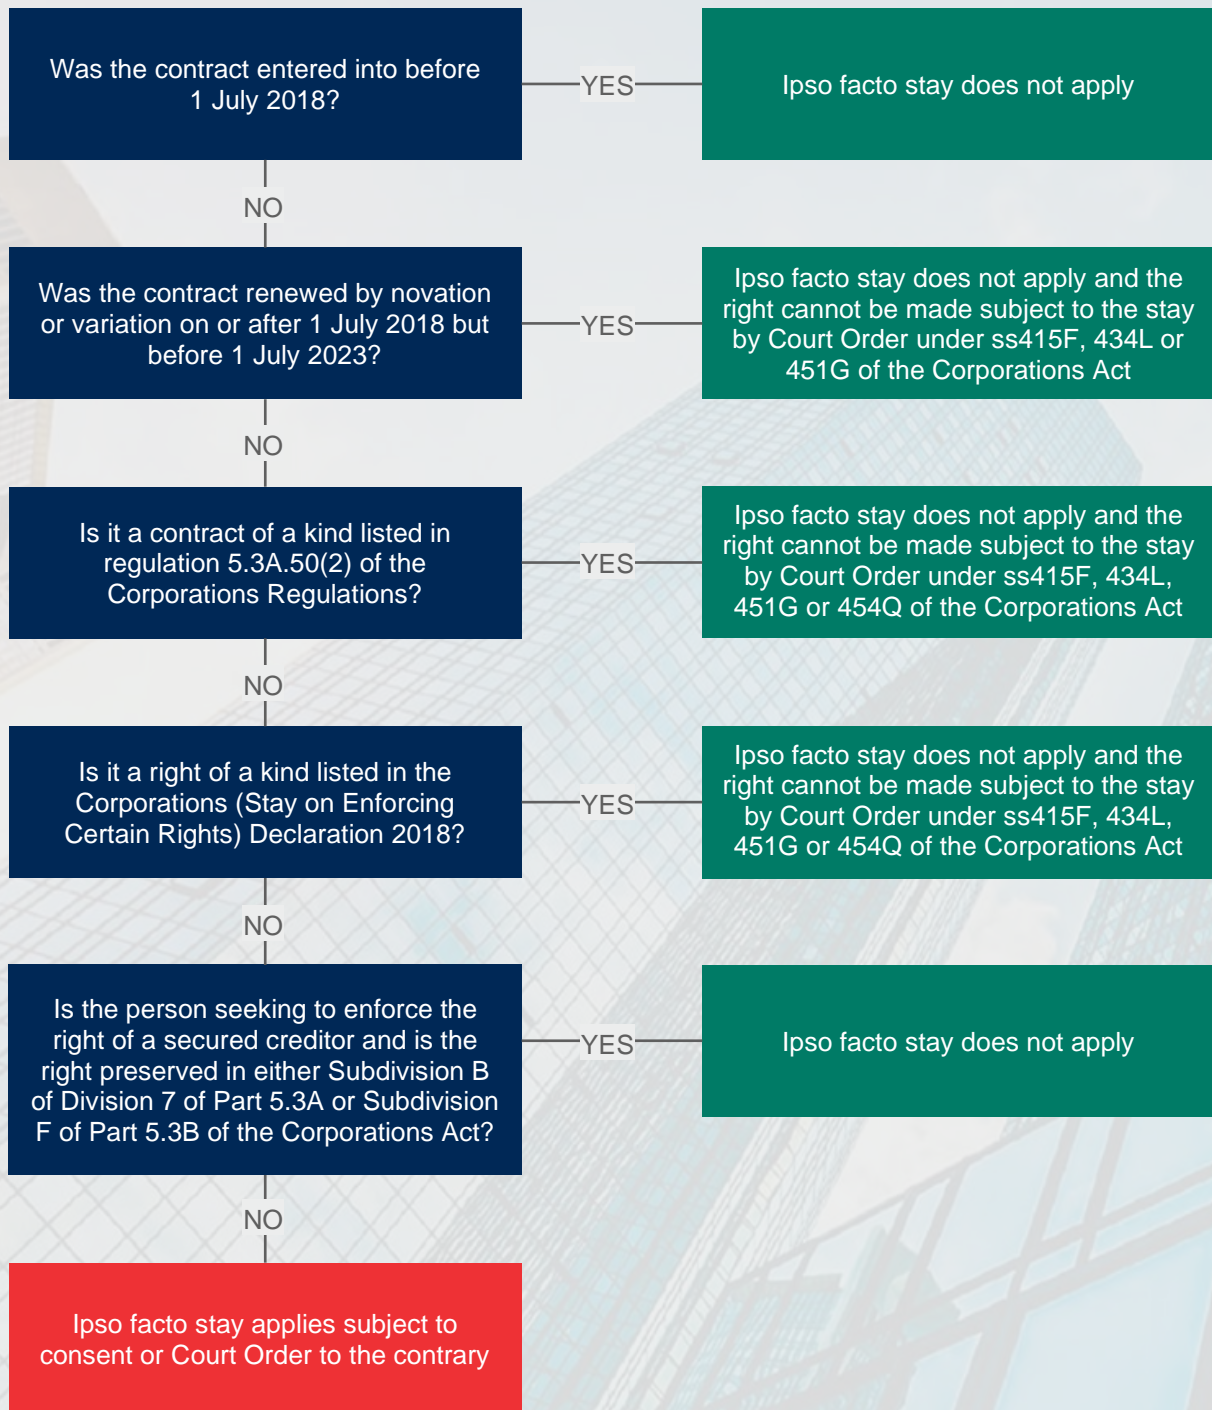 Was the contract entered into before
1 July 2018?
YES
Ipso facto stay does not apply
NO
Was the contract renewed by novation
or variation on or after 1 July 2018 but
before 1 July 2023?
YES
Ipso facto stay does not apply and the
right cannot be made subject to the stay
by Court Order under ss415F, 434L or
451G of the Corporations Act
NO
Is it a contract of a kind listed in
regulation 5.3A.50(2) of the
Corporations Regulations?
YES
Ipso facto stay does not apply and the
right cannot be made subject to the stay
by Court Order under ss415F, 434L,
451G or 454Q of the Corporations Act
NO
Is it a right of a kind listed in the
Corporations (Stay on Enforcing
Certain Rights) Declaration 2018?
YES
Ipso facto stay does not apply and the
right cannot be made subject to the stay
by Court Order under ss415F, 434L,
451G or 454Q of the Corporations Act
NO
Is the person seeking to enforce the
right of a secured creditor and is the
right preserved in either Subdivision B
of Division 7 of Part 5.3A or Subdivision
F of Part 5.3B of the Corporations Act?
YES
Ipso facto stay does not apply
NO
Ipso facto stay applies subject to
consent or Court Order to the contrary